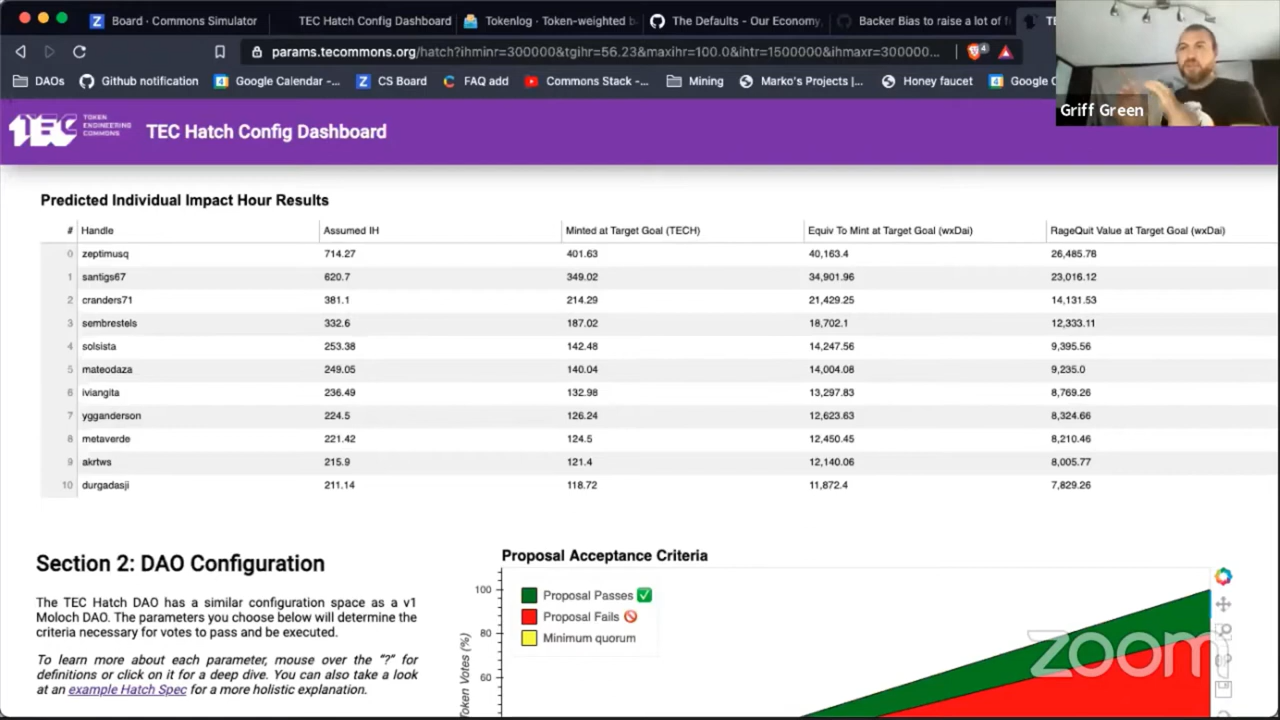 Board · Commons Simulator
TEC Hatch Config Dashboard
Tokenlog · Token-weighted b
The Defaults - Our Economy,
Backer Bias to raise a lot of f
TE
params.tecommons.org/hatch?ihminr=300000&tgihr=56.23&maxihr=100.0&ihtr=1500000&ihmaxr=300000...
4
DAOs
Github notification
Google Calendar -...
CS Board
FAQ add
Commons Stack -...
Mining
Marko's Projects |...
Honey faucet
Google C
Griff Green
TEC
TOKEN
ENGINEERING
COMMONS
TEC Hatch Config Dashboard
Predicted Individual Impact Hour Results
# Handle Assumed IH Minted at Target Goal (TECH) Equiv To Mint at Target Goal (wxDai) RageQuit Value at Target Goal (wxDai)
0 zeptimusq 714.27 401.63 40,163.4 26,485.78
1 santigs67 620.7 349.02 34,901.96 23,016.12
2 cranders71 381.1 214.29 21,429.25 14,131.53
3 sembrestels 332.6 187.02 18,702.1 12,333.11
4 solsista 253.38 142.48 14,247.56 9,395.56
5 mateodaza 249.05 140.04 14,004.08 9,235.0
6 iviangita 236.49 132.98 13,297.83 8,769.26
7 ygganderson 224.5 126.24 12,623.63 8,324.66
8 metaverde 221.42 124.5 12,450.45 8,210.46
9 akrtws 215.9 121.4 12,140.06 8,005.77
10 durgadasji 211.14 118.72 11,872.4 7,829.26
Section 2: DAO Configuration
The TEC Hatch DAO has a similar configuration space as a v1
Moloch DAO. The parameters you choose below will determine the
criteria necessary for votes to pass and be executed.
To learn more about each parameter, mouse over the "?" for
definitions or click on it for a deep dive. You can also take a look
at an example Hatch Spec for a more holistic explanation.
Proposal Acceptance Criteria
Proposal Passes
Proposal Fails
Minimum quorum
100
80
60
Token Votes (%)
zoom